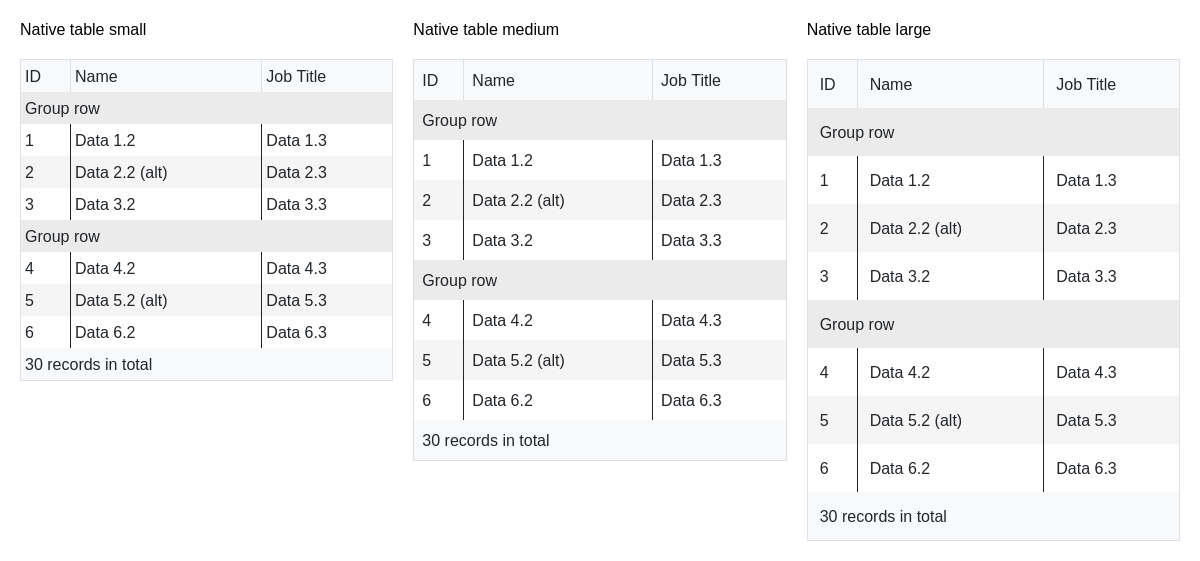 Native table small
ID Name Job Title
Group row
1 Data 1.2 Data 1.3
2 Data 2.2 (alt) Data 2.3
3 Data 3.2 Data 3.3
Group row
4 Data 4.2 Data 4.3
5 Data 5.2 (alt) Data 5.3
6 Data 6.2 Data 6.3
30 records in total
Native table medium
ID Name Job Title
Group row
1 Data 1.2 Data 1.3
2 Data 2.2 (alt) Data 2.3
3 Data 3.2 Data 3.3
Group row
4 Data 4.2 Data 4.3
5 Data 5.2 (alt) Data 5.3
6 Data 6.2 Data 6.3
30 records in total
Native table large
ID Name Job Title
Group row
1 Data 1.2 Data 1.3
2 Data 2.2 (alt) Data 2.3
3 Data 3.2 Data 3.3
Group row
4 Data 4.2 Data 4.3
5 Data 5.2 (alt) Data 5.3
6 Data 6.2 Data 6.3
30 records in total